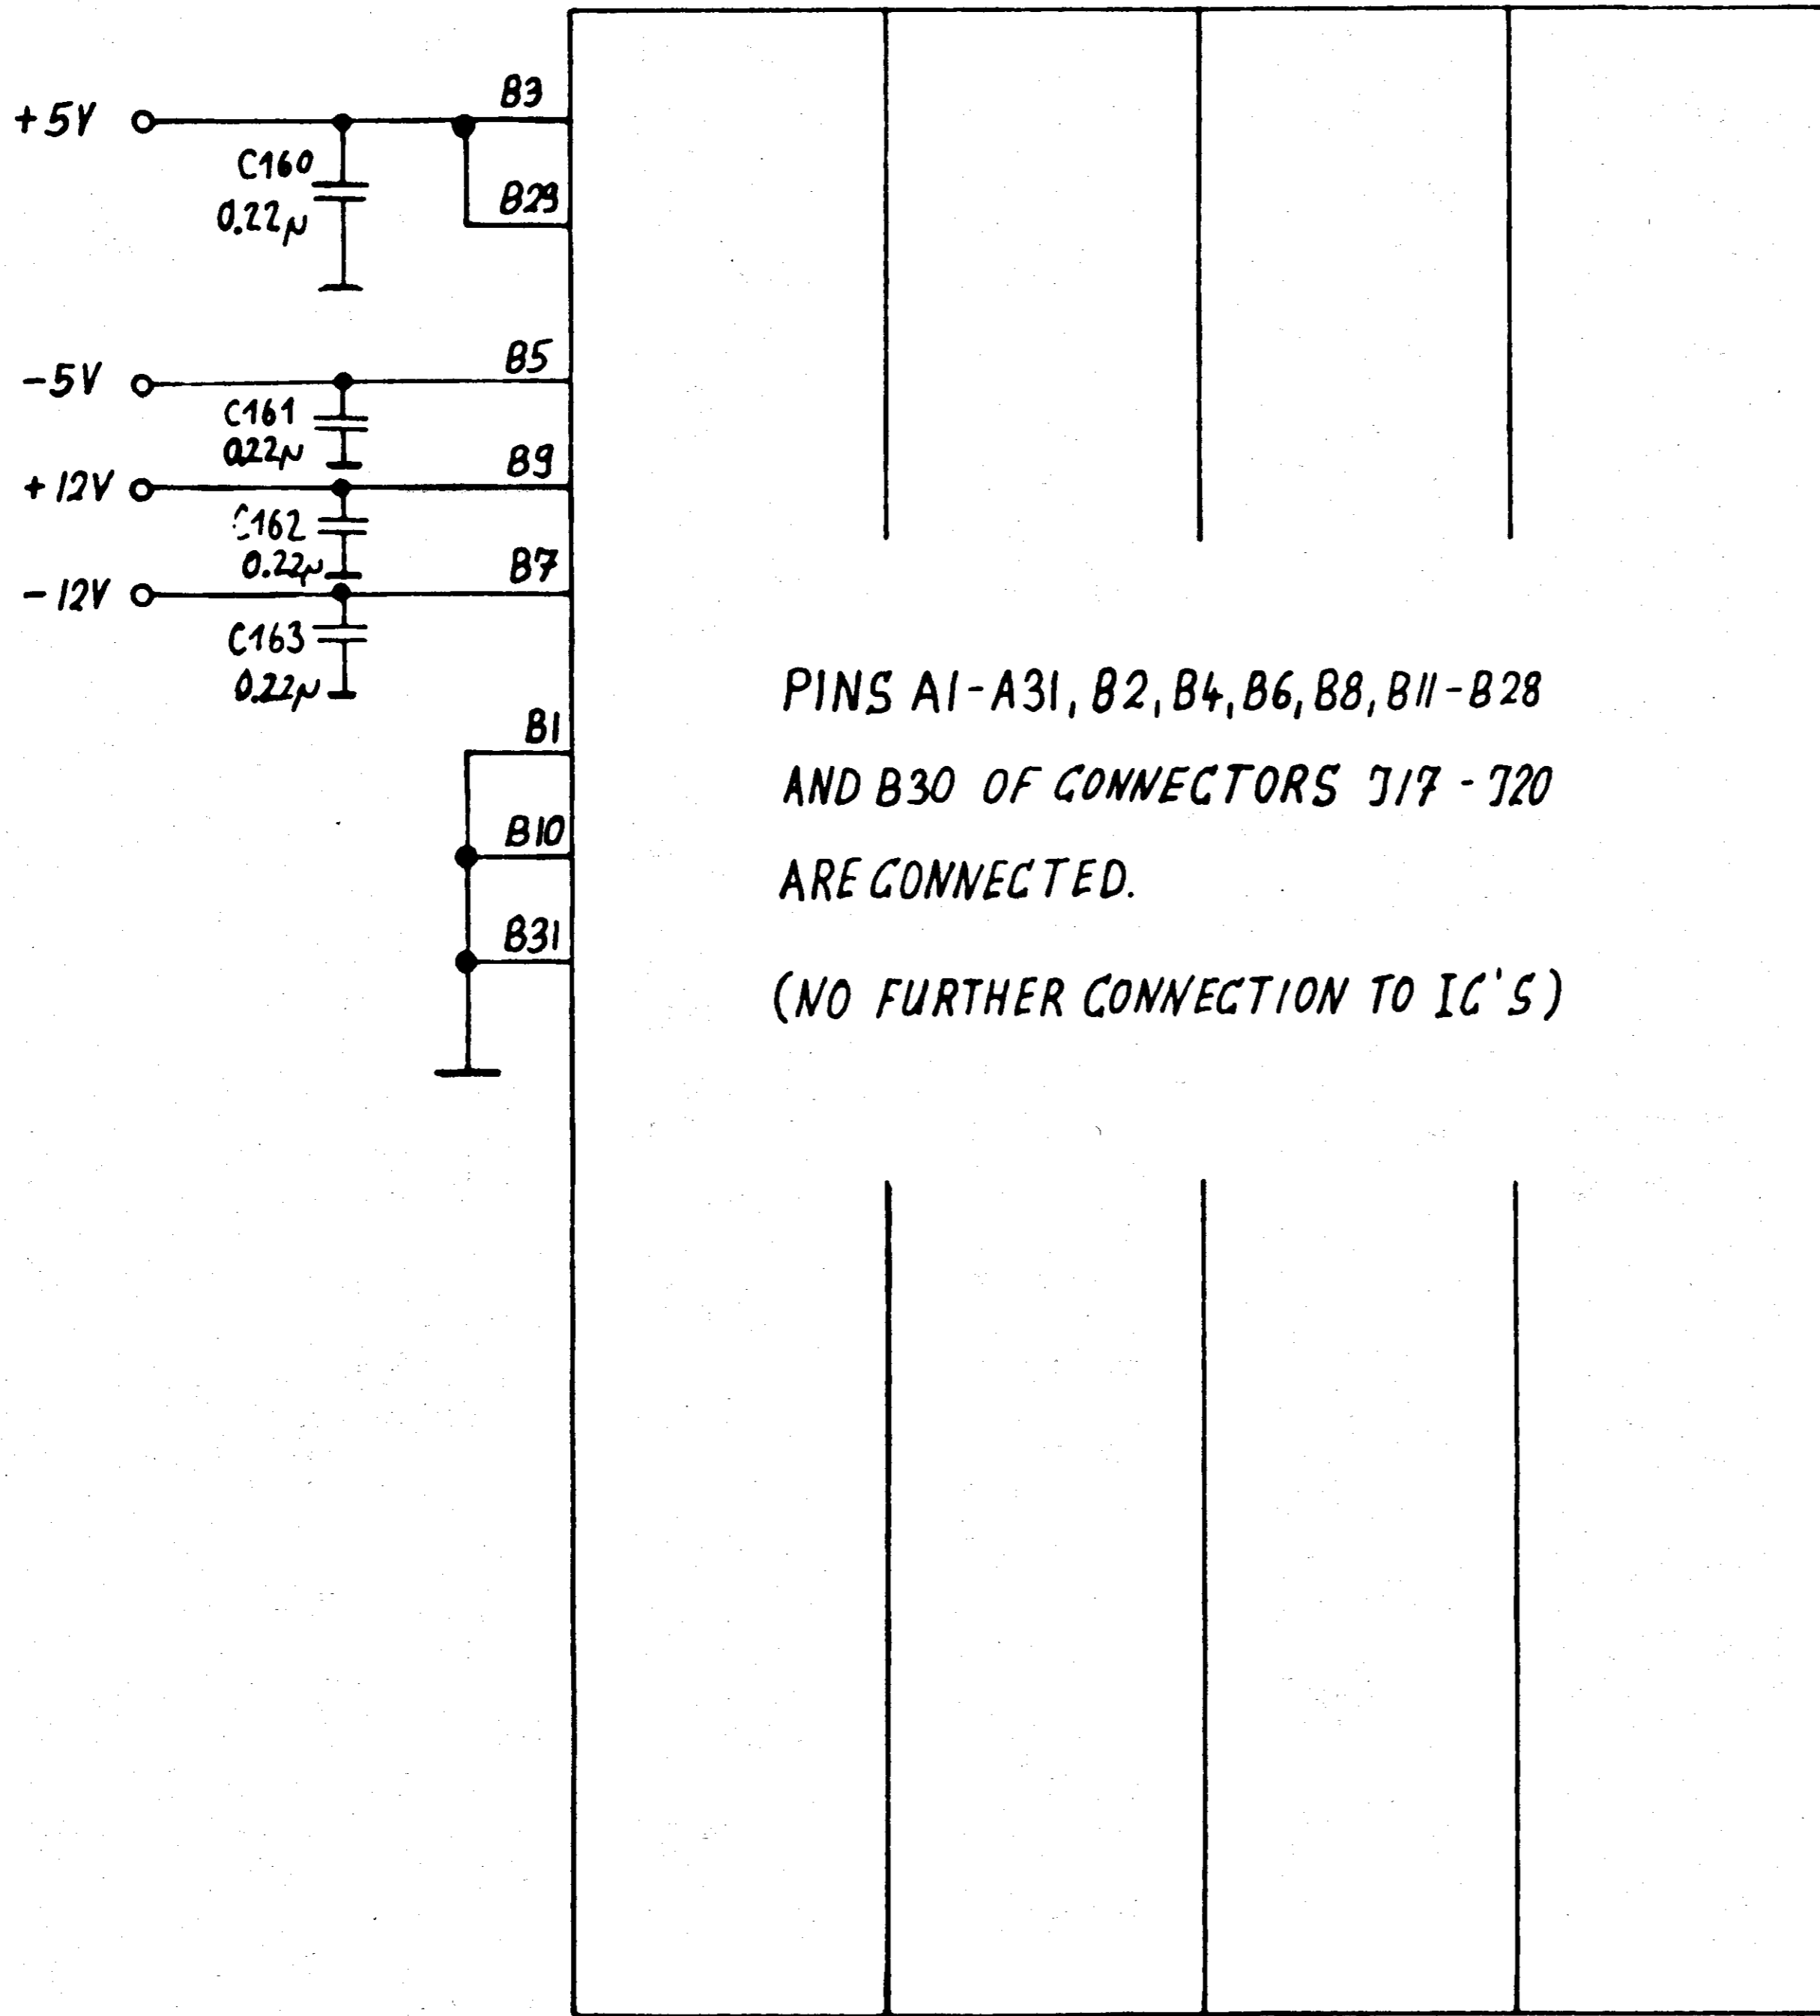 +5V
B3
C160
0.22μ
B29
-5V
B5
C161
0.22μ
+12V
B9
C162
0.22μ
-12V
B7
C163
0.22μ
B1
B10
B31
PINS A1-A31, B2, B4, B6, B8, B11-B28
AND B30 OF CONNECTORS J17 - J20
ARE CONNECTED.
(NO FURTHER CONNECTION TO IC'S)